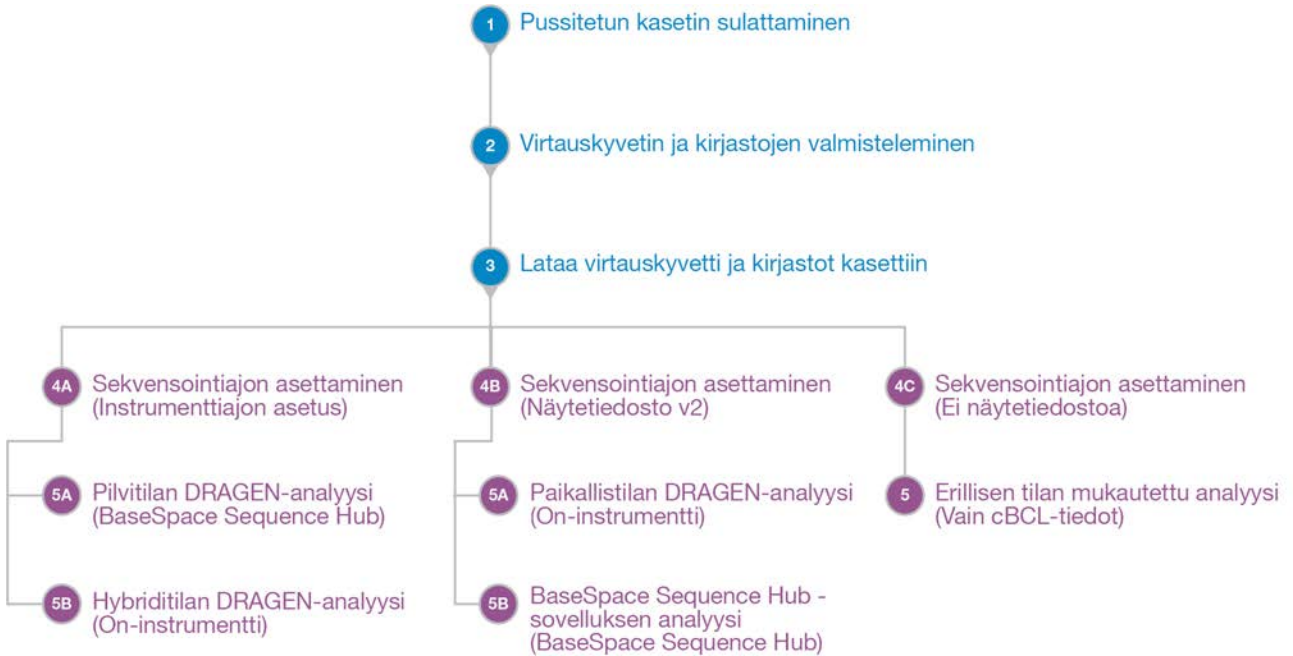 1 Pussitetun kasetin sulattaminen
2 Virtauskyvetin ja kirjastojen valmisteleminen
3 Lataa virtauskyvetti ja kirjastot kasettiin
4A Sekvensointiajon asettaminen
(Instrumenttiajon asetus)
5A Pilvitilan DRAGEN-analyysi
(BaseSpace Sequence Hub)
5B Hybriditilan DRAGEN-analyysi
(On-instrumentti)
4B Sekvensointiajon asettaminen
(Näytetiedosto v2)
5A Paikallistilan DRAGEN-analyysi
(On-instrumentti)
5B BaseSpace Sequence Hub -
sovelluksen analyysi
(BaseSpace Sequence Hub)
4C Sekvensointiajon asettaminen
(Ei näytetiedostoa)
5 Erillisen tilan mukautettu analyysi
(Vain cBCL-tiedot)